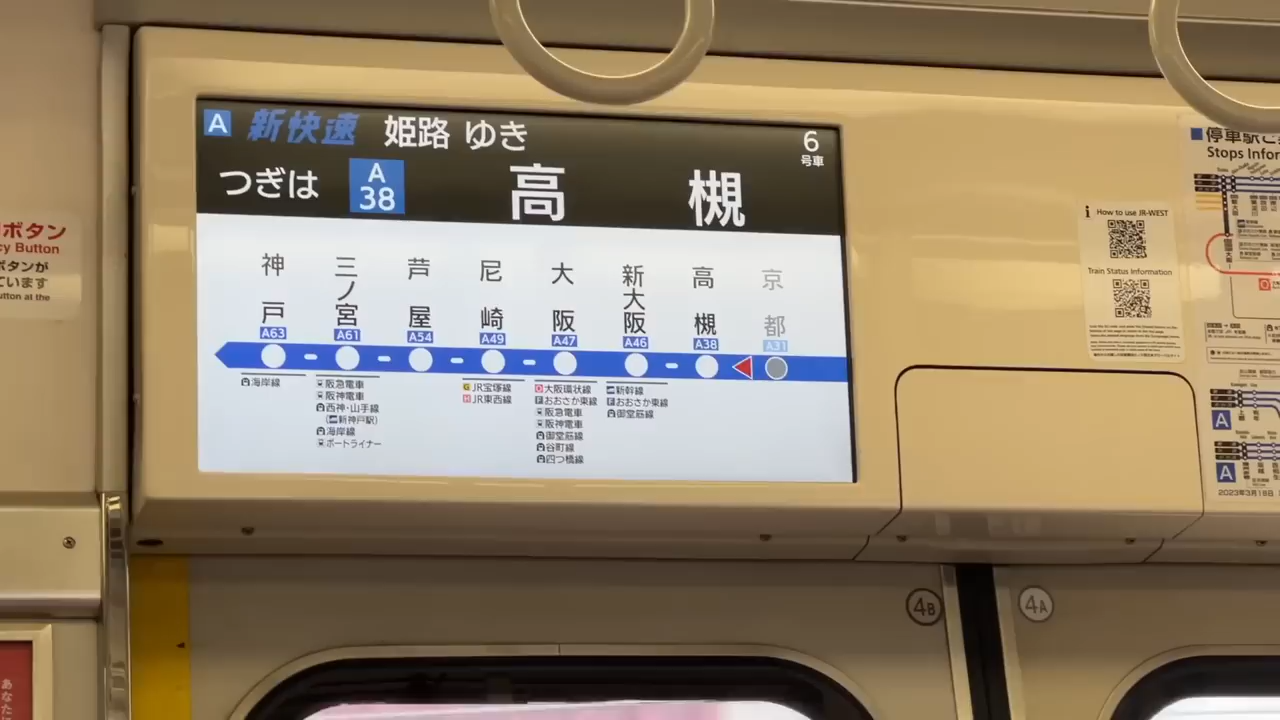 A 新快速 姫路 ゆき
6号車
つぎは A38 高槻
神戸 三ノ宮 芦屋 尼崎 大阪 新大阪 高槻 京都
A63 A61 A54 A49 A47 A46 A38 A31
海岸線
阪急電車
阪神電車
西神・山手線
(新神戸駅)
海岸線
ポートライナー
G JR宝塚線
H JR東西線
O 大阪環状線
F おおさか東線
阪急電車
阪神電車
御堂筋線
谷町線
四つ橋線
新幹線
F おおさか東線
御堂筋線
How to use JR-WEST
Train Status Information
停車駅
Stops Infor
A
A
2023年3月18日
ボタン
cy Button
ボタンが
ています
utton at the
4B
4A
あなた